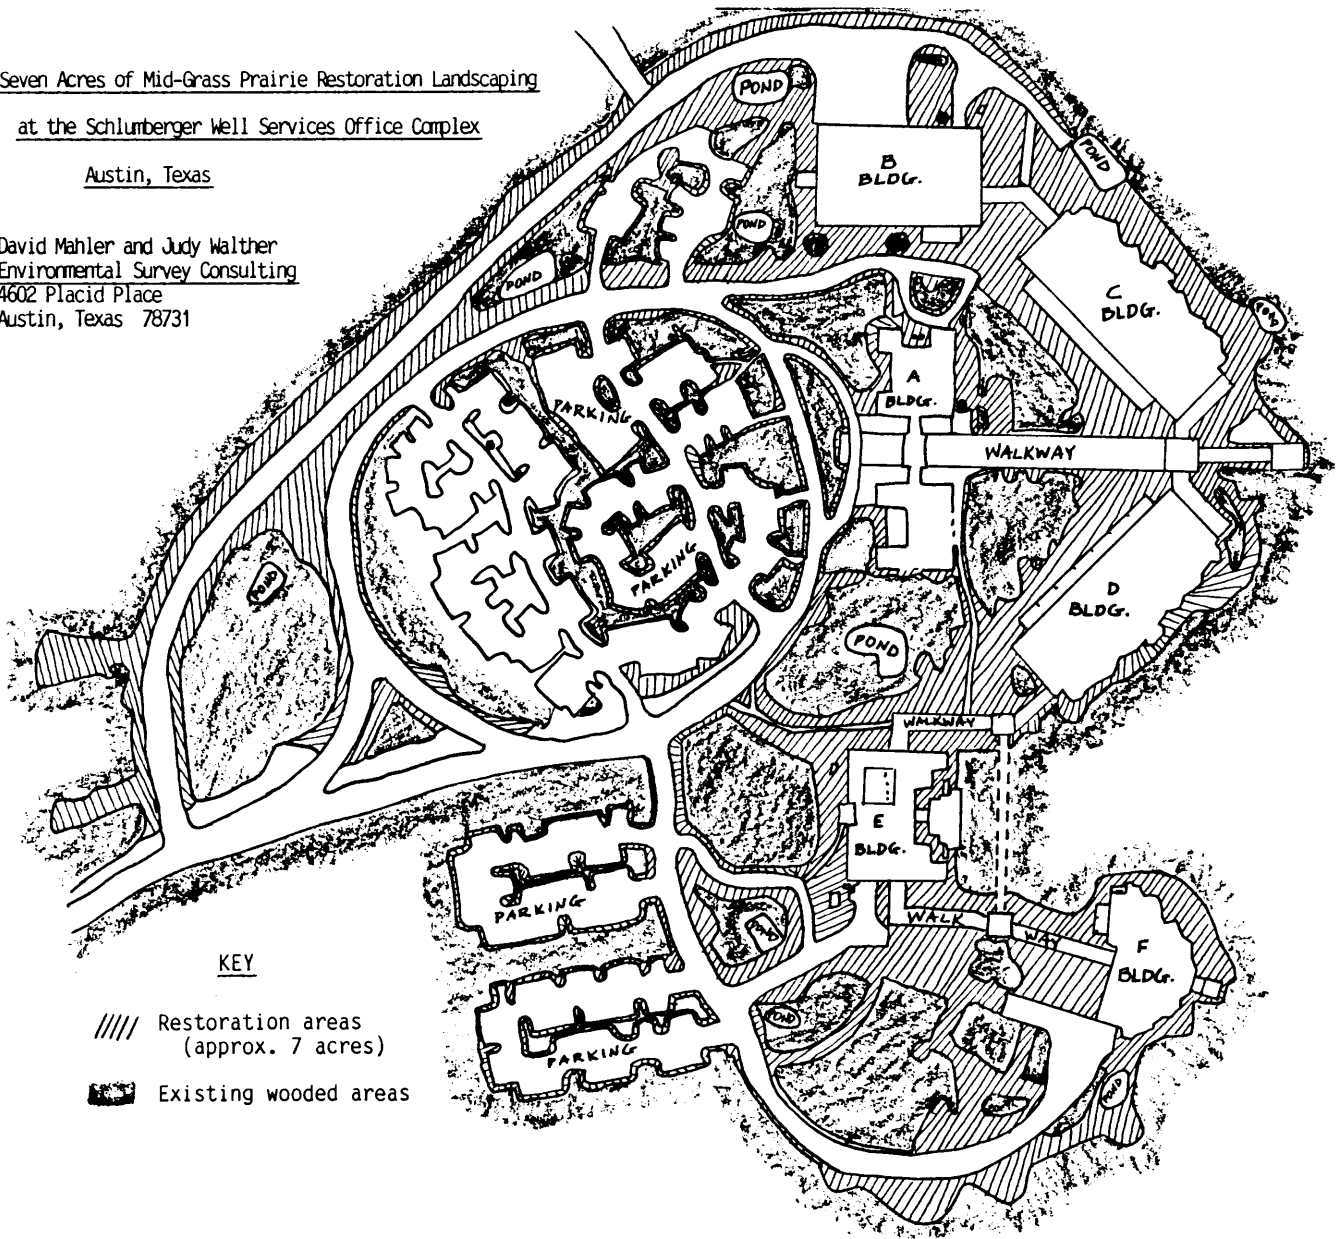 Seven Acres of Mid-Grass Prairie Restoration Landscaping
at the Schlumberger Well Services Office Complex
Austin, Texas
David Mahler and Judy Walther
Environmental Survey Consulting
4602 Placid Place
Austin, Texas 78731
POND
B
BLDG.
POND
POND
POND
C
BLDG.
POND
A
BLDG.
PARKING
WALKWAY
PARKING
POND
D
BLDG.
POND
WALKWAY
E
BLDG.
PARKING
WALK
WAY
POND
F
BLDG.
POND
PARKING
POND
KEY
Restoration areas
(approx. 7 acres)
Existing wooded areas